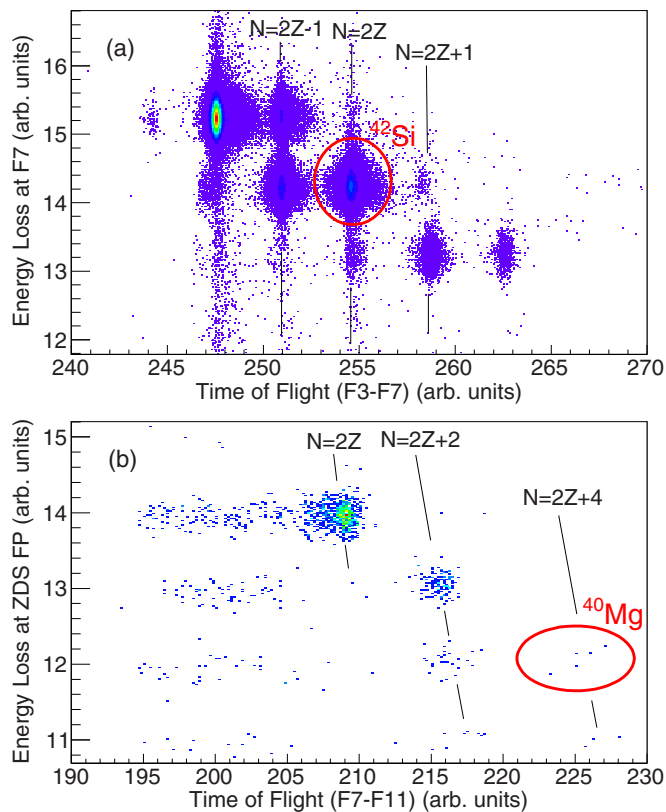 (a)
N=2Z-1
N=2Z
N=2Z+1
⁴²Si
Energy Loss at F7 (arb. units)
16
15
14
13
12
240
245
250
255
260
265
270
Time of Flight (F3-F7) (arb. units)
(b)
N=2Z
N=2Z+2
N=2Z+4
⁴⁰Mg
Energy Loss at ZDS FP (arb. units)
15
14
13
12
11
190
195
200
205
210
215
220
225
230
Time of Flight (F7-F11) (arb. units)